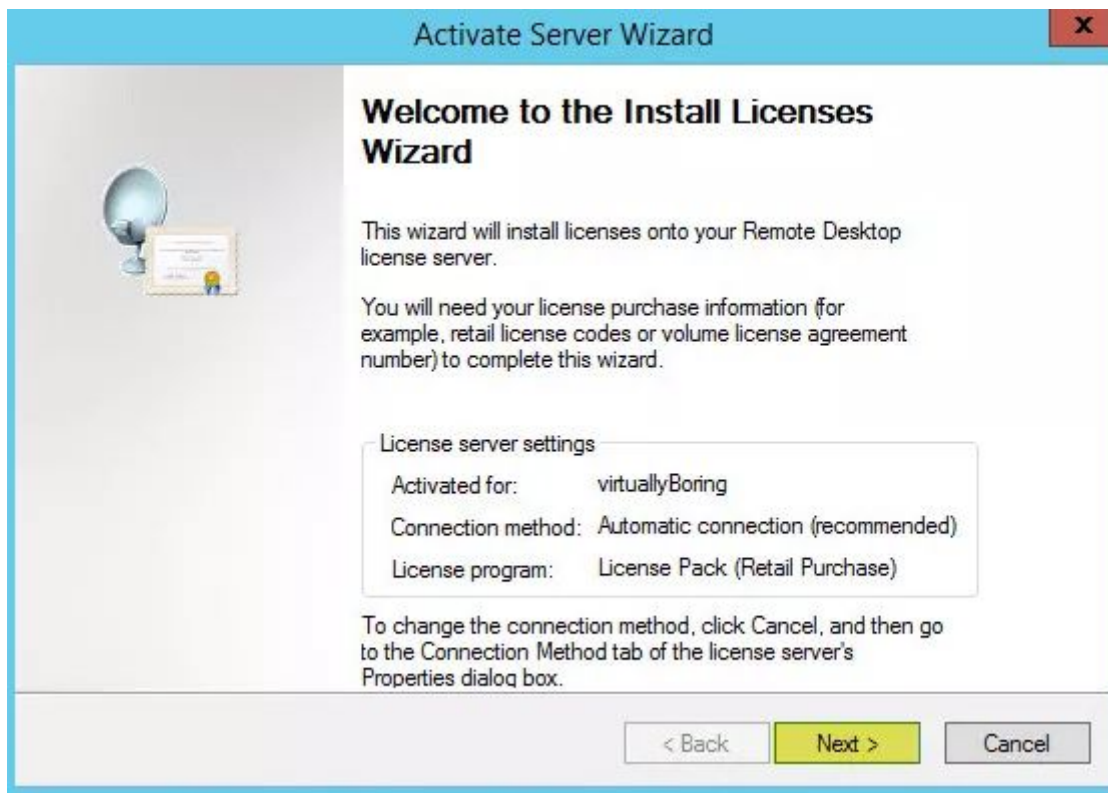 Activate Server Wizard
X
Welcome to the Install Licenses
Wizard
This wizard will install licenses onto your Remote Desktop
license server.
You will need your license purchase information (for
example, retail license codes or volume license agreement
number) to complete this wizard.
License server settings
Activated for: virtuallyBoring
Connection method: Automatic connection (recommended)
License program: License Pack (Retail Purchase)
To change the connection method, click Cancel, and then go
to the Connection Method tab of the license server's
Properties dialog box.
< Back Next > Cancel